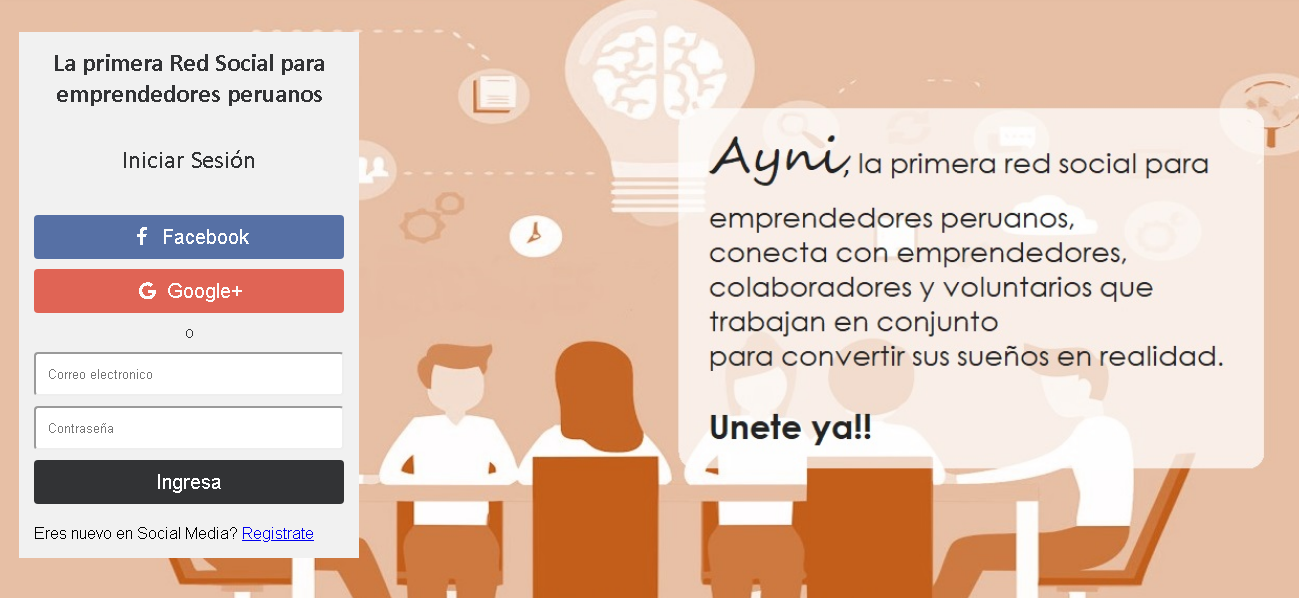 La primera Red Social para
emprendedores peruanos
Iniciar Sesión
Facebook
Google+
o
Correo electronico
Contraseña
Ingresa
Eres nuevo en Social Media? Registrate
Ayni, la primera red social para
emprendedores peruanos,
conecta con emprendedores,
colaboradores y voluntarios que
trabajan en conjunto
para convertir sus sueños en realidad.
Unete ya!!